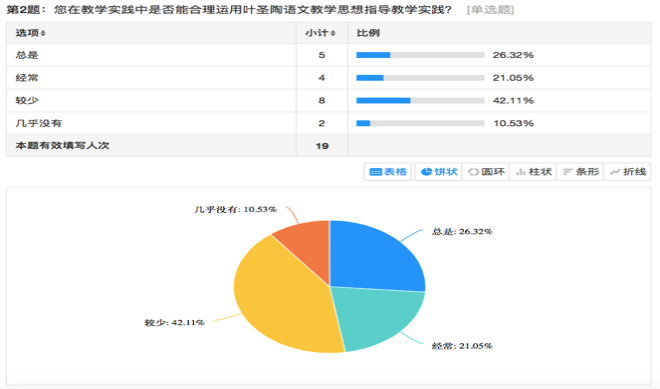 第2题：您在教学实践中是否能合理运用叶圣陶语文教学思想指导教学实践？ [单选题]
选项 小计 比例
总是 5 26.32%
经常 4 21.05%
较少 8 42.11%
几乎没有 2 10.53%
本题有效填写人次 19
表格 饼状 圆环 柱状 条形 折线
几乎没有: 10.53%
总是: 26.32%
较少: 42.11%
经常: 21.05%